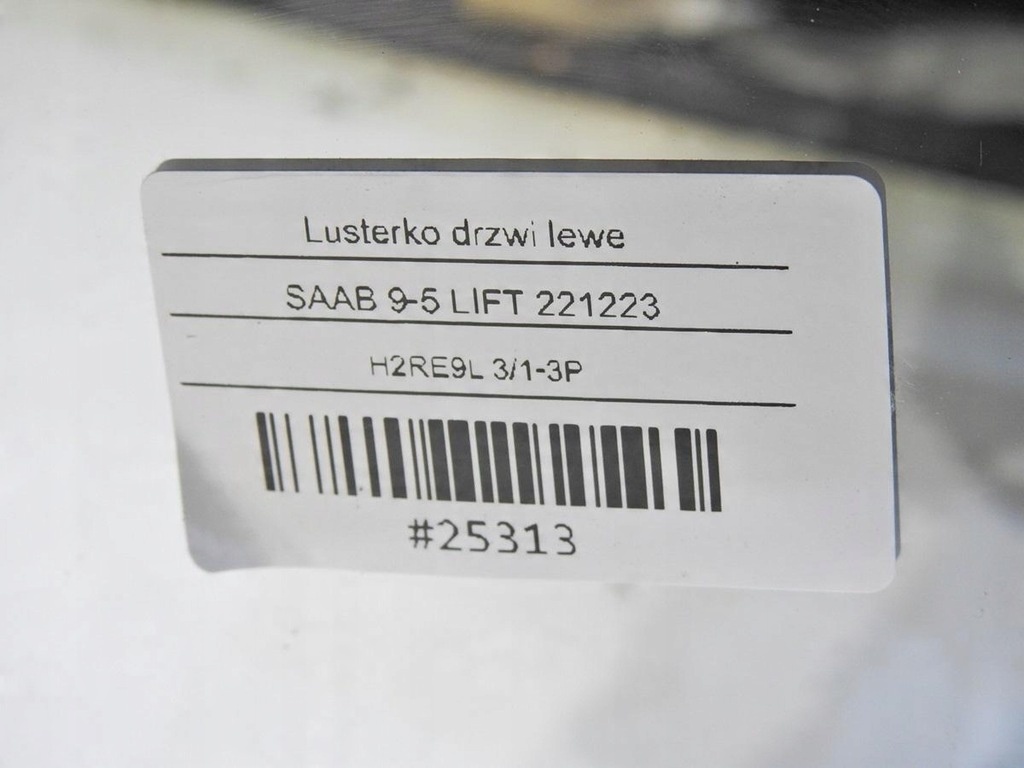 Lusterko drzwi lewe
SAAB 9-5 LIFT 221223
H2RE9L 3/1-3P
#25313